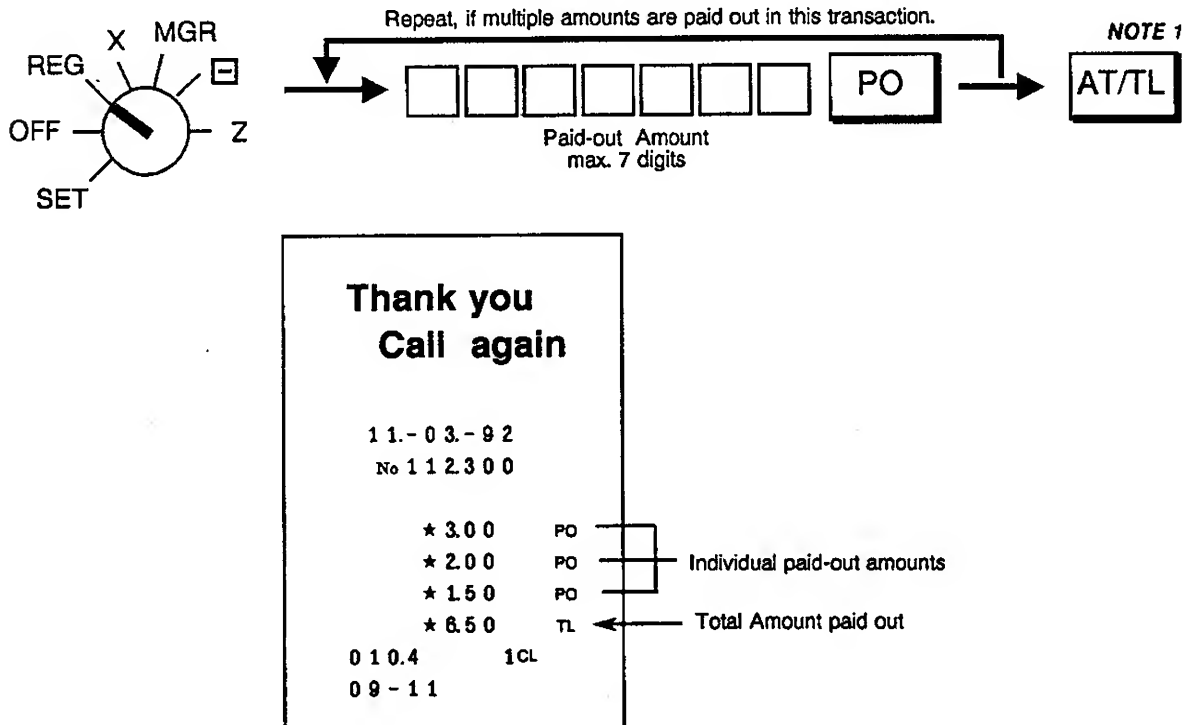 Repeat, if multiple amounts are paid out in this transaction.
NOTE 1
X MGR
REG
OFF
Z
SET
PO
AT/TL
Paid-out Amount
max. 7 digits
Thank you
Call again
11.-03.-92
No 112.300
★ 3.00 PO
★ 2.00 PO
★ 1.50 PO
★ 6.50 TL
Individual paid-out amounts
Total Amount paid out
010.4 1CL
09-11